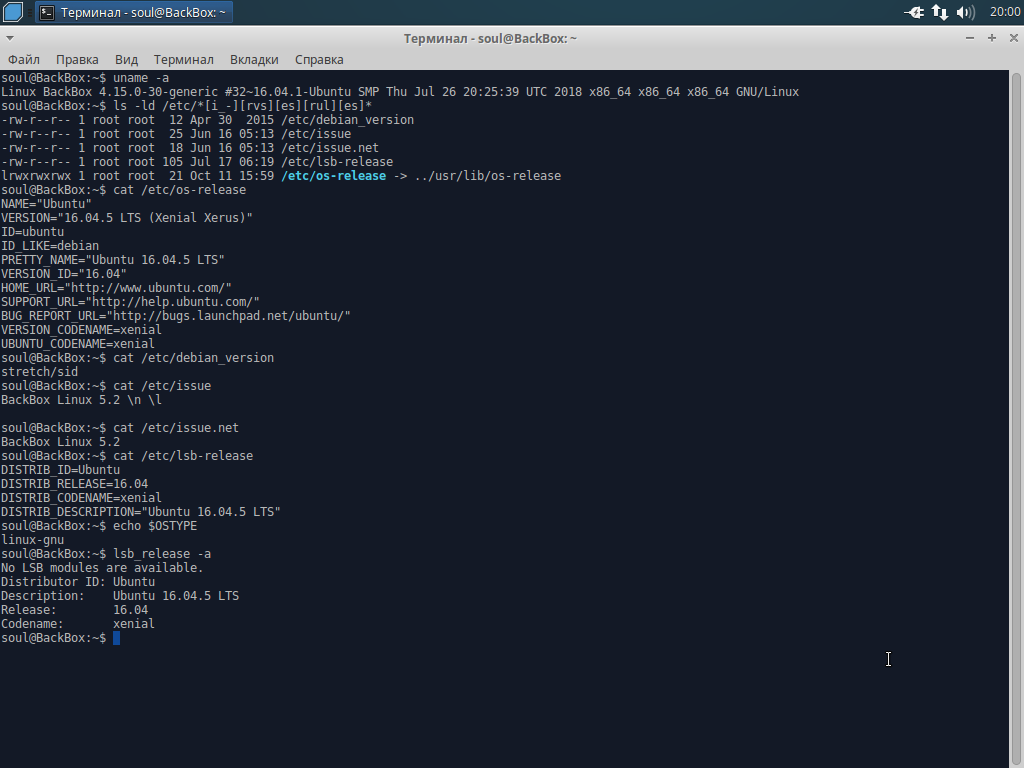 Терминал - soul@BackBox: ~
20:00
Терминал - soul@BackBox: ~
Файл Правка Вид Терминал Вкладки Справка
soul@BackBox:~$ uname -a
Linux BackBox 4.15.0-30-generic #32~16.04.1-Ubuntu SMP Thu Jul 26 20:25:39 UTC 2018 x86_64 x86_64 x86_64 GNU/Linux
soul@BackBox:~$ ls -ld /etc/*[i_-][rvs][es][rul][es]*
-rw-r--r-- 1 root root  12 Apr 30  2015 /etc/debian_version
-rw-r--r-- 1 root root  25 Jun 16 05:13 /etc/issue
-rw-r--r-- 1 root root  18 Jun 16 05:13 /etc/issue.net
-rw-r--r-- 1 root root 105 Jul 17 06:19 /etc/lsb-release
lrwxrwxrwx 1 root root  21 Oct 11 15:59 /etc/os-release -> ../usr/lib/os-release
soul@BackBox:~$ cat /etc/os-release
NAME="Ubuntu"
VERSION="16.04.5 LTS (Xenial Xerus)"
ID=ubuntu
ID_LIKE=debian
PRETTY_NAME="Ubuntu 16.04.5 LTS"
VERSION_ID="16.04"
HOME_URL="http://www.ubuntu.com/"
SUPPORT_URL="http://help.ubuntu.com/"
BUG_REPORT_URL="http://bugs.launchpad.net/ubuntu/"
VERSION_CODENAME=xenial
UBUNTU_CODENAME=xenial
soul@BackBox:~$ cat /etc/debian_version
stretch/sid
soul@BackBox:~$ cat /etc/issue
BackBox Linux 5.2 \n \l
soul@BackBox:~$ cat /etc/issue.net
BackBox Linux 5.2
soul@BackBox:~$ cat /etc/lsb-release
DISTRIB_ID=Ubuntu
DISTRIB_RELEASE=16.04
DISTRIB_CODENAME=xenial
DISTRIB_DESCRIPTION="Ubuntu 16.04.5 LTS"
soul@BackBox:~$ echo $OSTYPE
linux-gnu
soul@BackBox:~$ lsb_release -a
No LSB modules are available.
Distributor ID: Ubuntu
Description:    Ubuntu 16.04.5 LTS
Release:        16.04
Codename:       xenial
soul@BackBox:~$